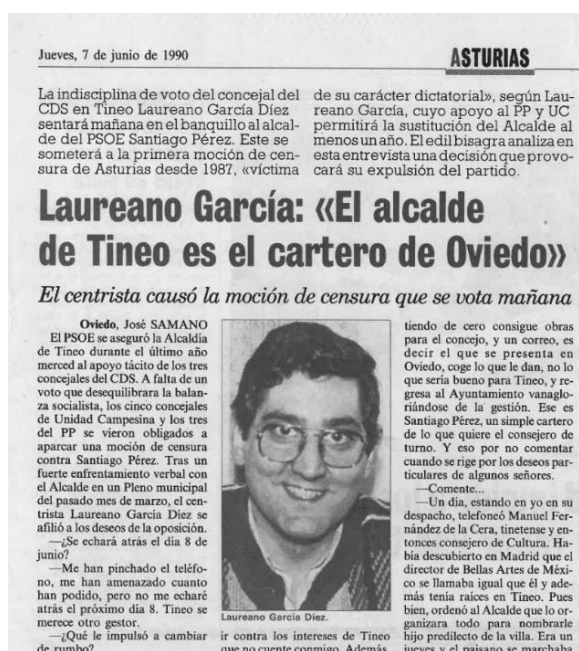 Jueves, 7 de junio de 1990
ASTURIAS
La indisciplina de voto del concejal del
CDS en Tineo Laureano García Díez
sentará mañana en el banquillo al alcal-
de del PSOE Santiago Pérez. Este se
someterá a la primera moción de cen-
sura de Asturias desde 1987, «víctima
de su carácter dictatorial», según Lau-
reano García, cuyo apoyo al PP y UC
permitirá la sustitución del Alcalde al
menos un año. El edil bisagra analiza en
esta entrevista una decisión que provo-
cará su expulsión del partido.
Laureano García: «El alcalde
de Tineo es el cartero de Oviedo»
El centrista causó la moción de censura que se vota mañana
Oviedo, José SAMANO
El PSOE se aseguró la Alcaldía
de Tineo durante el último año
merced al apoyo tácito de los tres
concejales del CDS. A falta de un
voto que desequilibrara la balan-
za socialista, los cinco concejales
de Unidad Campesina y los tres
del PP se vieron obligados a
aparcar una moción de censura
contra Santiago Pérez. Tras un
fuerte enfrentamiento verbal con
el Alcalde en un Pleno municipal
del pasado mes de marzo, el cen-
trista Laureano García Díez se
afilió a los deseos de la oposición.
—¿Se echará atrás el día 8 de
junio?
—Me han pinchado el teléfo-
no, me han amenazado cuanto
han podido, pero no me echaré
atrás el próximo día 8. Tineo se
merece otro gestor.
—¿Qué le impulsó a cambiar
de rumbo?
Laureano García Díez.
ir contra los intereses de Tineo
que no cuente conmigo. Además,
tiendo de cero consigue obras
para el concejo, y un correo, es
decir el que se presenta en
Oviedo, coge lo que le dan, no lo
que sería bueno para Tineo, y re-
gresa al Ayuntamiento vanaglo-
riándose de la gestión. Ese es
Santiago Pérez, un simple cartero
de lo que quiere el consejero de
turno. Y eso por no comentar
cuando se rige por los deseos par-
ticulares de algunos señores.
—Comente...
—Un día, estando en yo en su
despacho, telefoneó Manuel Fer-
nández de la Cera, tinetense y en-
tonces consejero de Cultura. Ha-
bía descubierto en Madrid que el
director de Bellas Artes de Méxi-
co se llamaba igual que él y ade-
más tenía raíces en Tineo. Pues
bien, ordenó al Alcalde que lo or-
ganizara todo para nombrarle
hijo predilecto de la villa. Era un
jueves y el paisano se marchaba